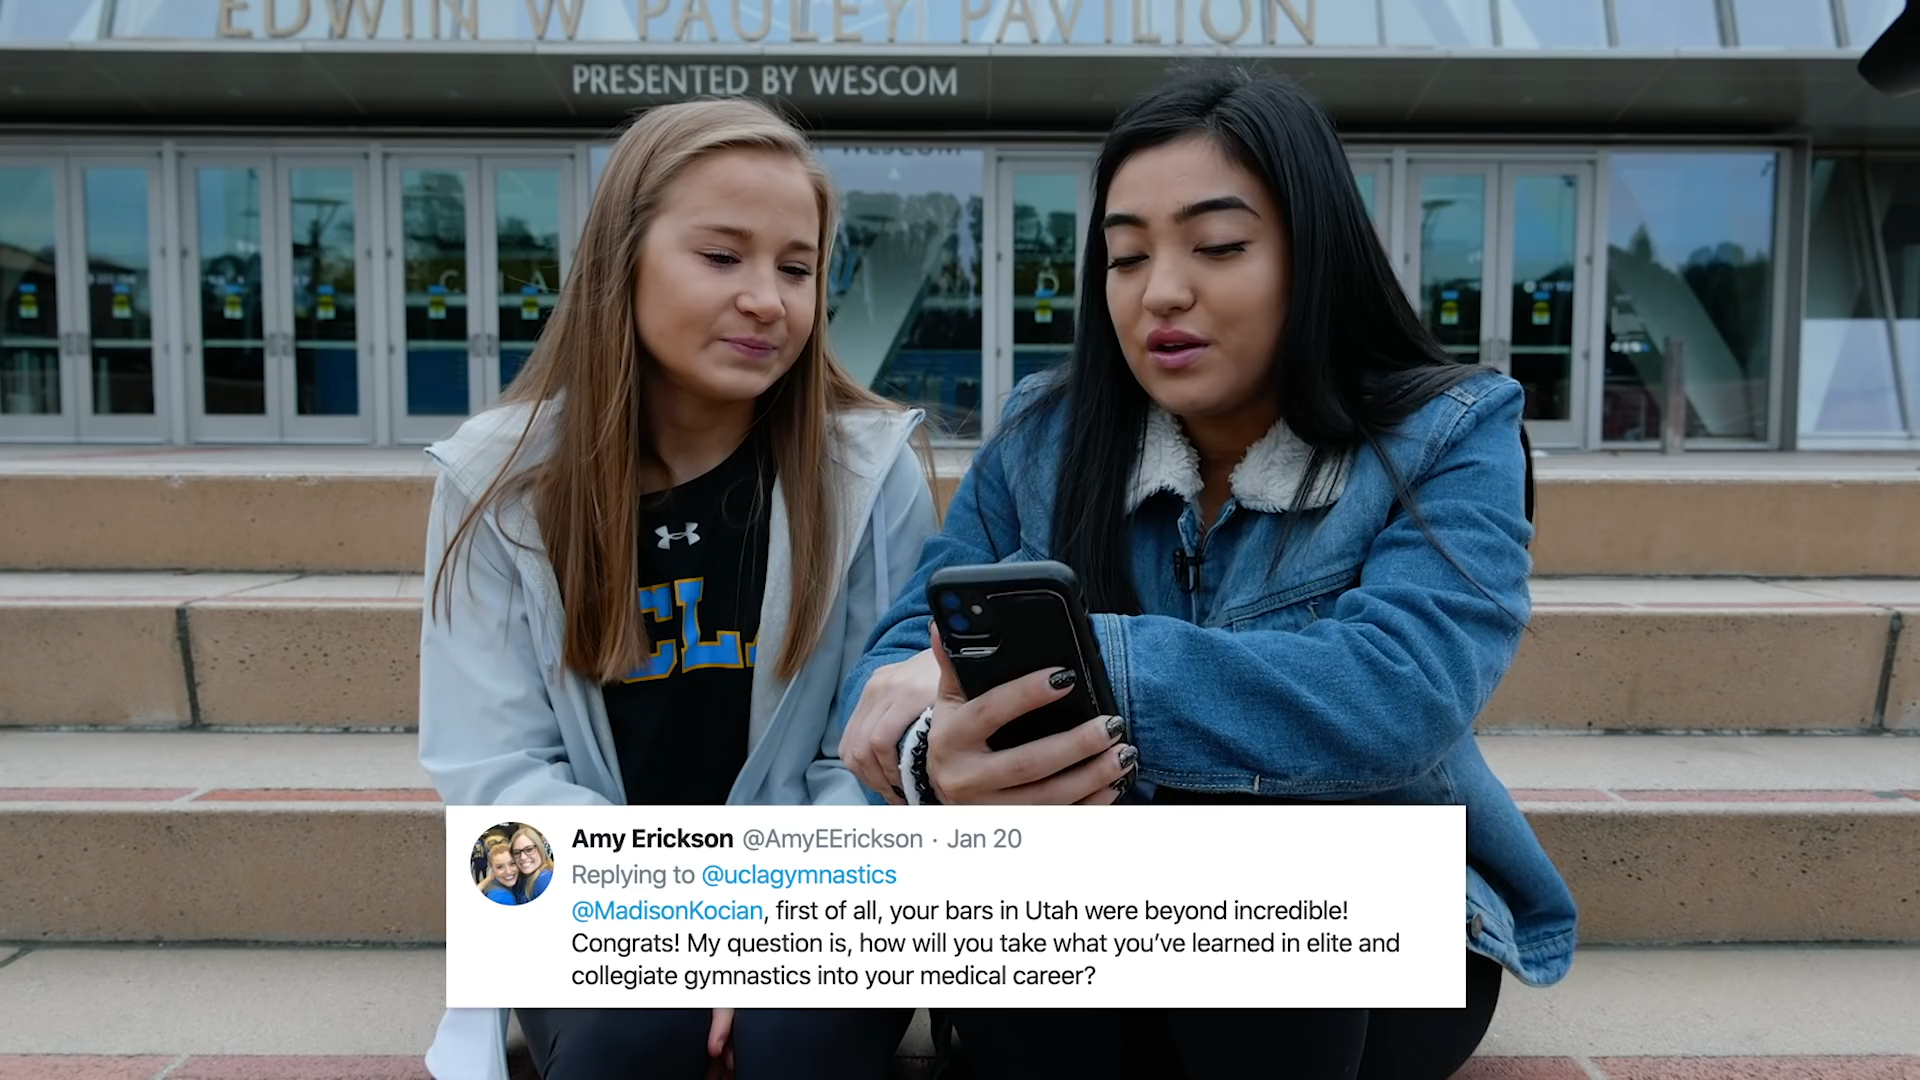 EDWIN W PAULEY PAVILION
PRESENTED BY WESCOM
UCLA
Amy Erickson @AmyEErickson · Jan 20
Replying to @uclagymnastics
@MadisonKocian, first of all, your bars in Utah were beyond incredible!
Congrats! My question is, how will you take what you’ve learned in elite and
collegiate gymnastics into your medical career?